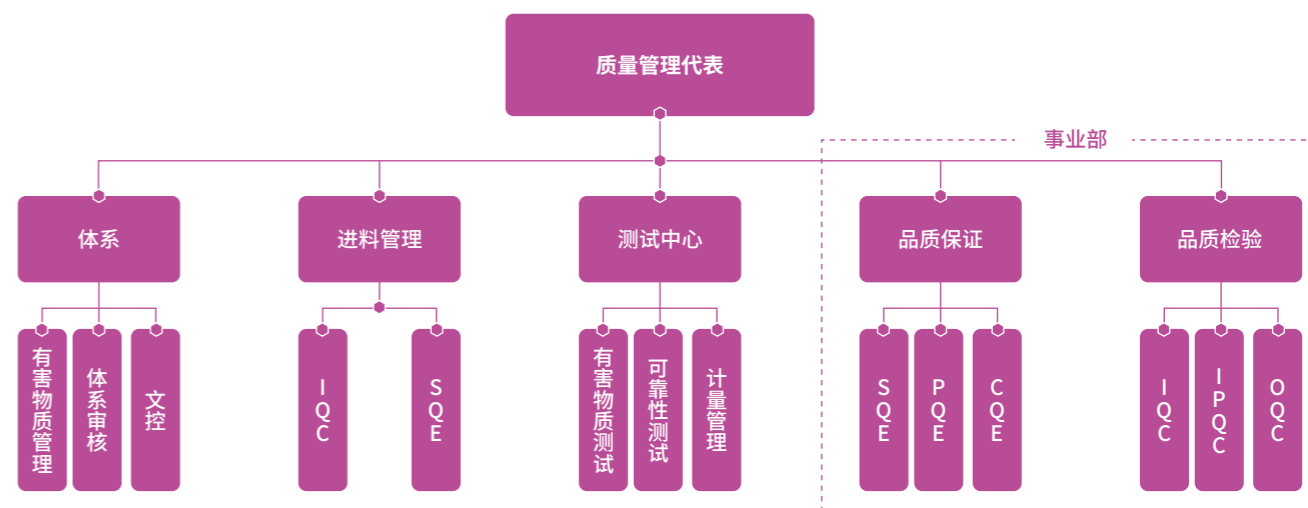 质量管理代表
事业部
体系
进料管理
测试中心
品质保证
品质检验
有害物质管理
体系审核
文控
IQC
SQE
有害物质测试
可靠性测试
计量管理
SQE
PQE
CQE
IQC
IPQC
OQC